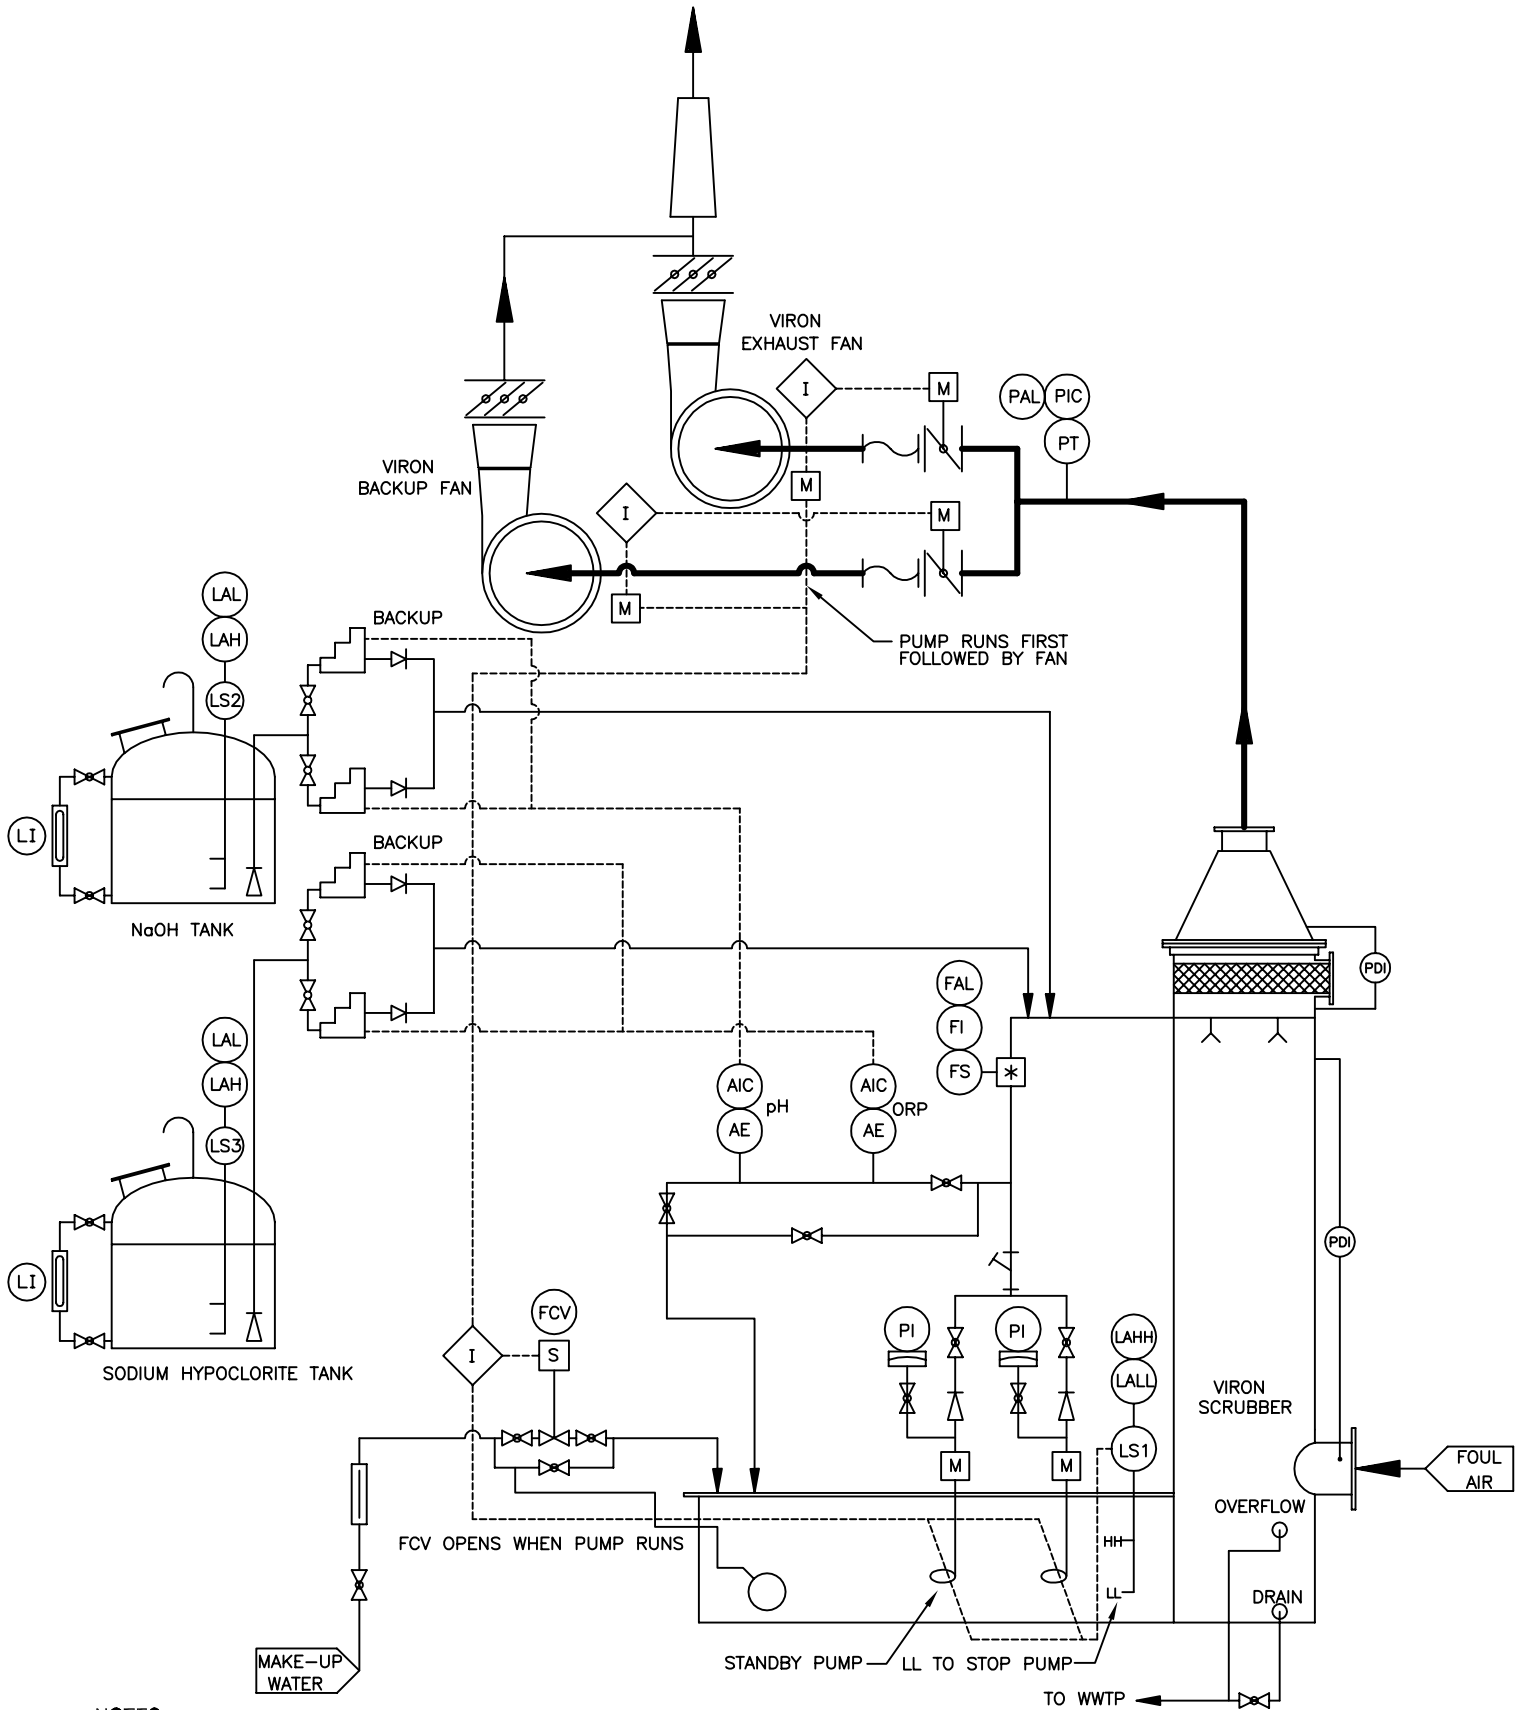 VIRON
EXHAUST FAN
I
M
PAL
PIC
PT
VIRON
BACKUP FAN
M
I
M
M
PUMP RUNS FIRST
FOLLOWED BY FAN
LAL
LAH
LS2
BACKUP
LI
NaOH TANK
BACKUP
PDI
FAL
FI
FS
LAL
LAH
LS3
AIC
AE
pH
AIC
AE
ORP
LI
SODIUM HYPOCLORITE TANK
PDI
FCV
I
S
PI
PI
LAHH
LALL
LS1
VIRON
SCRUBBER
M
M
FOUL
AIR
OVERFLOW
FCV OPENS WHEN PUMP RUNS
HH
LL
DRAIN
MAKE-UP
WATER
STANDBY PUMP
LL TO STOP PUMP
TO WWTP